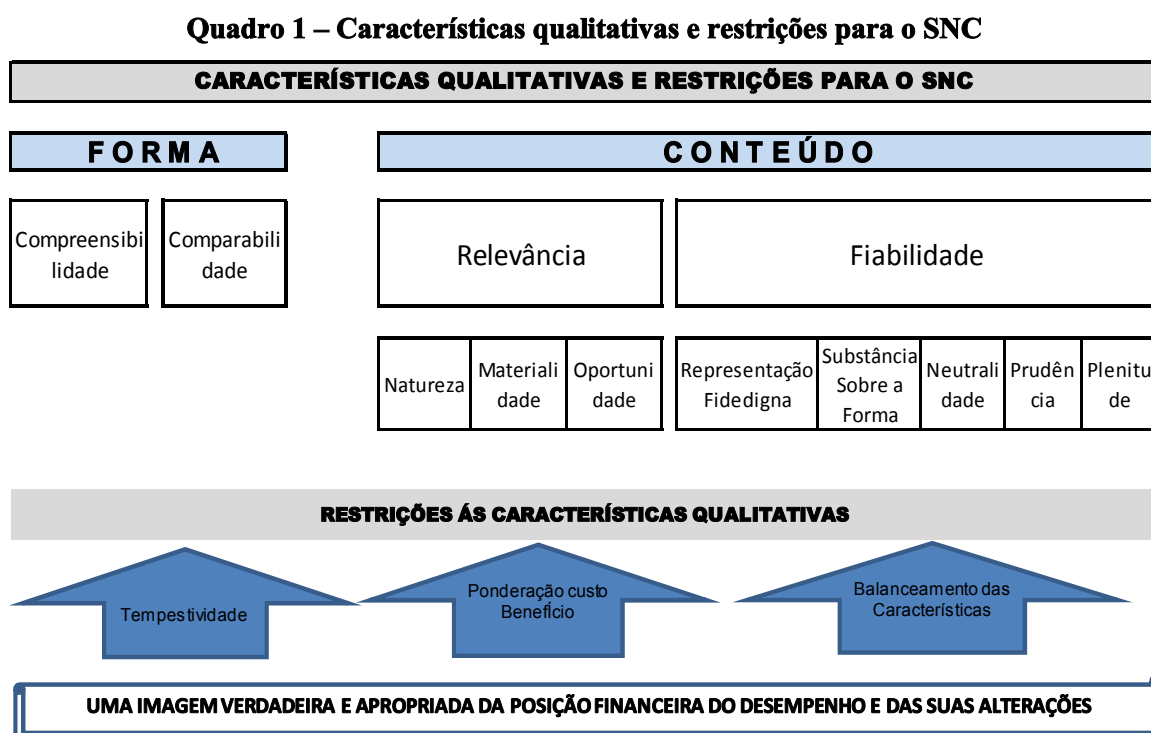 Quadro 1 – Características qualitativas e restrições para o SNC
CARACTERÍSTICAS QUALITATIVAS E RESTRIÇÕES PARA O SNC
F O R M A
C O N T E Ú D O
Compreensibi
lidade
Comparabili
dade
Relevância
Fiabilidade
Natureza
Materiali
dade
Oportuni
dade
Representação
Fidedigna
Substância
Sobre a
Forma
Neutrali
dade
Prudên
cia
Plenitu
de
RESTRIÇÕES ÁS CARACTERÍSTICAS QUALITATIVAS
Tempestividade
Ponderação custo
Benefício
Balanceamento das
Características
UMA IMAGEM VERDADEIRA E APROPRIADA DA POSIÇÃO FINANCEIRA DO DESEMPENHO E DAS SUAS ALTERAÇÕES